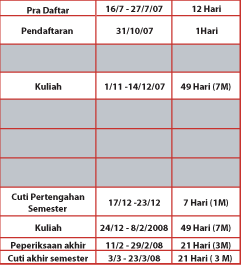 Pra Daftar 16/7 - 27/7/07 12 Hari
Pendaftaran 31/10/07 1Hari
Kuliah 1/11 -14/12/07 49 Hari (7M)
Cuti Pertengahan
Semester 17/12 -23/12 7 Hari (1M)
Kuliah 24/12 - 8/2/2008 49 Hari (7M)
Peperiksaan akhir 11/2 - 29/2/08 21 Hari (3M)
Cuti akhir semester 3/3 - 23/3/08 21 Hari ( 3 M)